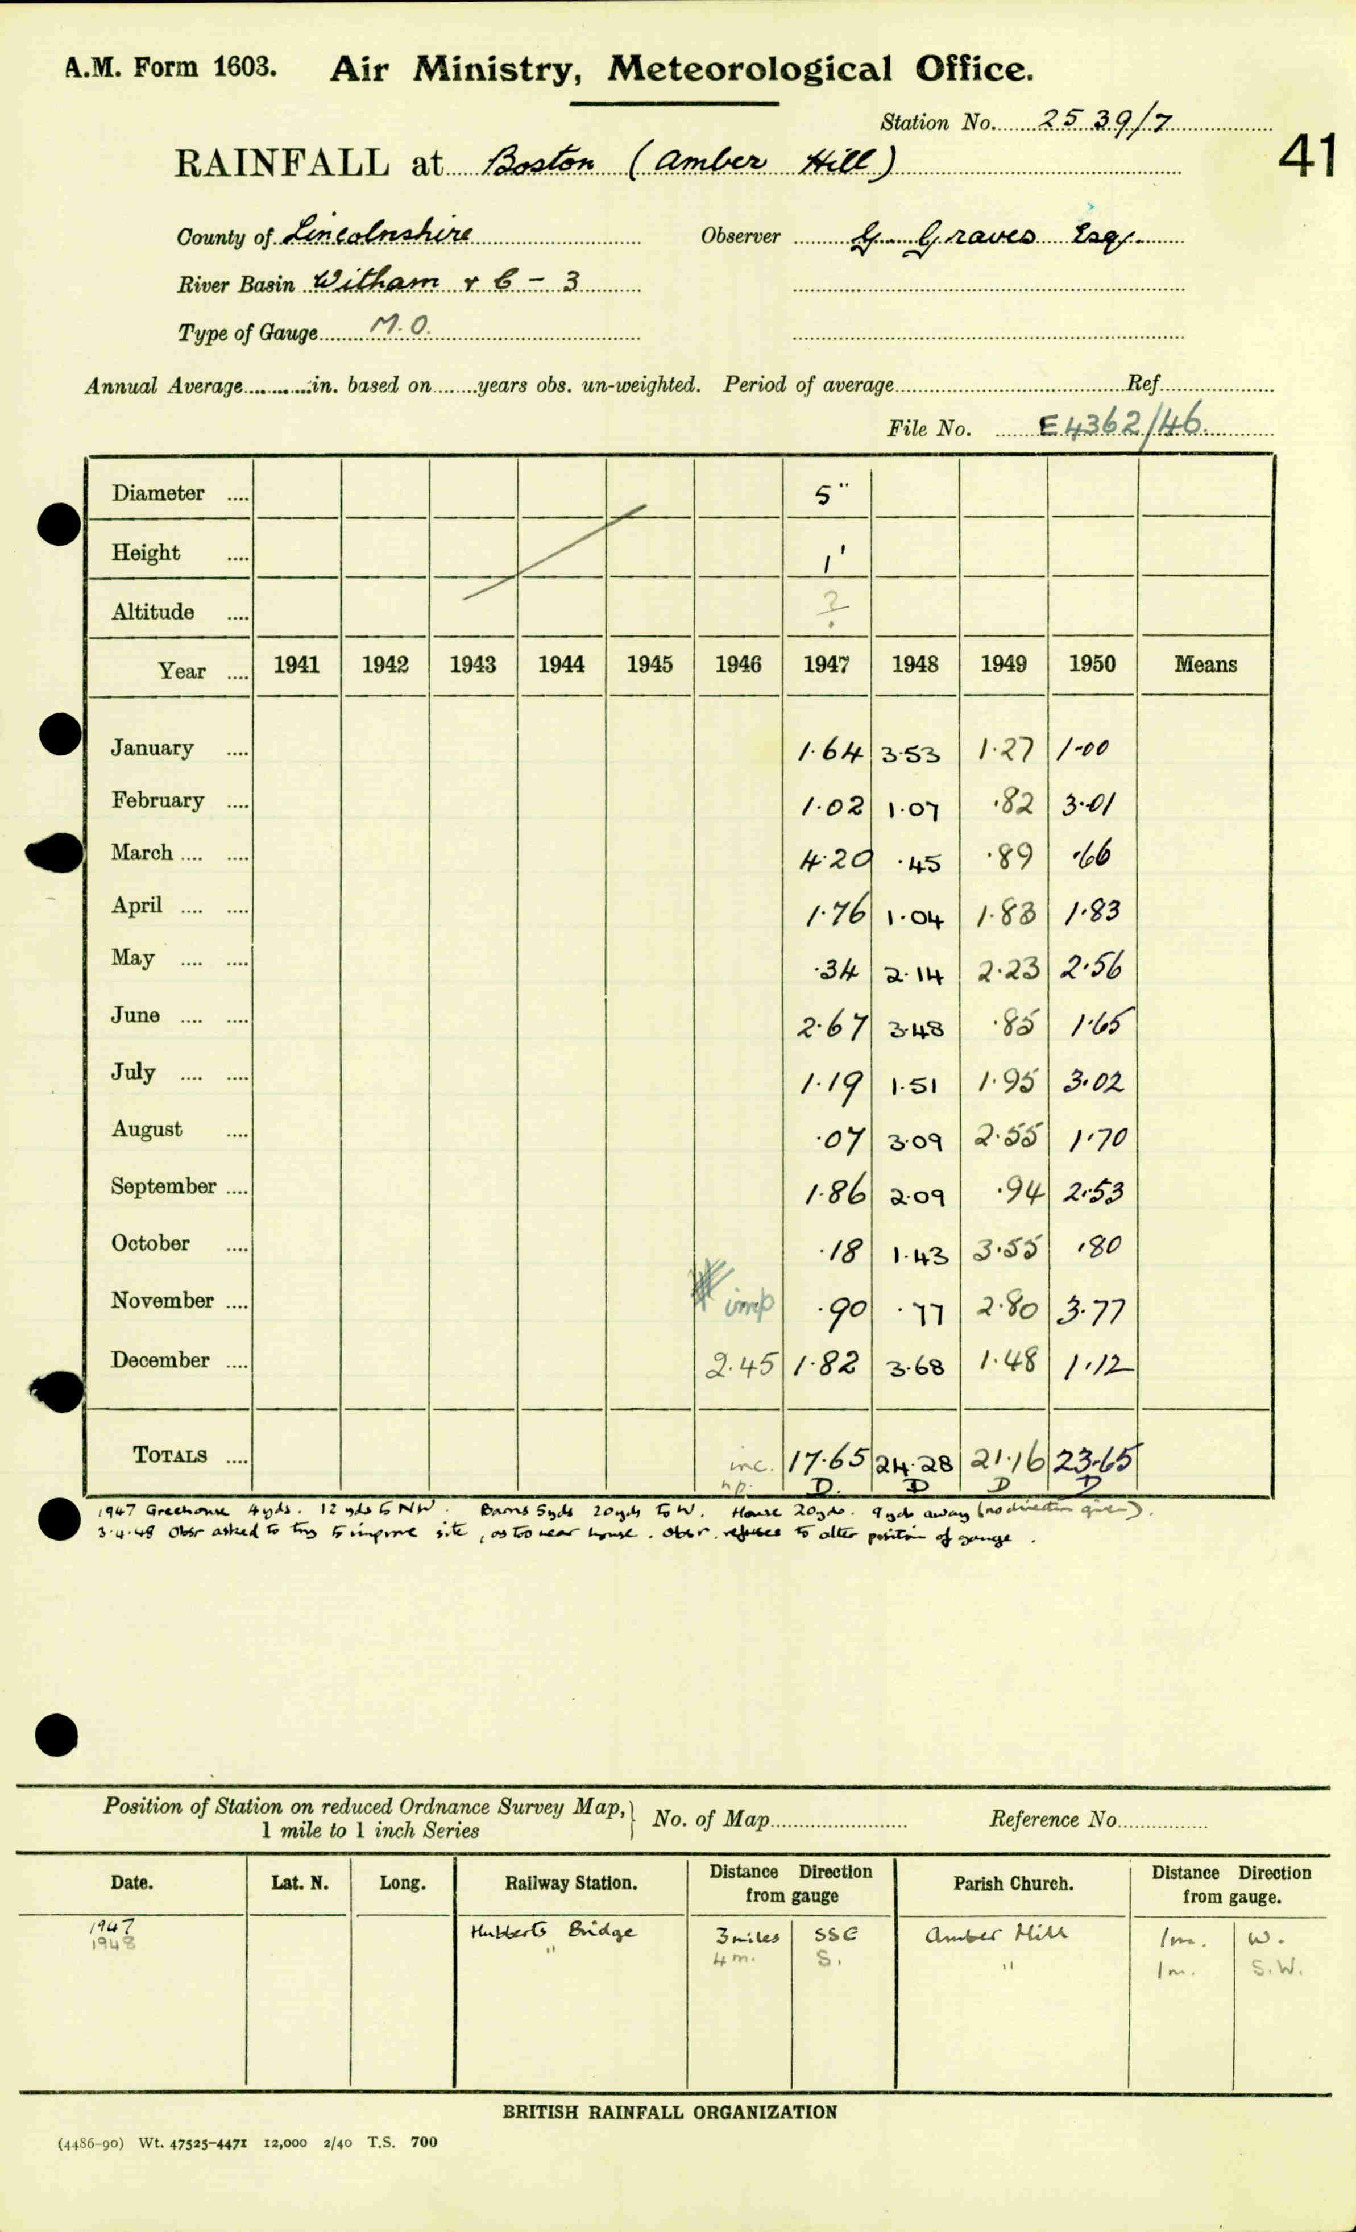 A.M. Form 1603. Air Ministry, Meteorological Office.
Station No. 2539/7
41
RAINFALL at Boston (Amber Hill)
County of Lincolnshire Observer G. Graves Esq.
River Basin Witham & C - 3
Type of Gauge M.O.
Annual Average in. based on years obs. un-weighted. Period of average Ref
File No. E4362/46
Diameter .... 5"
Height .... 1'
Altitude .... ?
Year .... 1941 1942 1943 1944 1945 1946 1947 1948 1949 1950 Means
January .... 1.64 3.53 1.27 1.00
February .... 1.02 1.07 .82 3.01
March .... .... 4.20 .45 .89 .66
April .... .... 1.76 1.04 1.83 1.83
May .... .... .34 2.14 2.23 2.56
June .... .... 2.67 3.48 .85 1.65
July .... .... 1.19 1.51 1.95 3.02
August .... .07 3.09 2.55 1.70
September .... 1.86 2.09 .94 2.53
October .... .18 1.43 3.55 .80
November .... imp .90 .77 2.80 3.77
December .... 2.45 1.82 3.68 1.48 1.12
TOTALS .... inc. 17.65 24.28 21.16 23.65
np. D. D D D
1947 Greehouse 4yds. 12 yds to NW. Barns 5yds 20yds to W. House 20yds. 9yds away (no direction given).
3.4.48 Obsr asked to try to improve site, as too near house. Obsr. refuses to alter position of gauge.
Position of Station on reduced Ordnance Survey Map,
1 mile to 1 inch Series
No. of Map Reference No.
Date. Lat. N. Long. Railway Station. Distance Direction from gauge Parish Church. Distance Direction from gauge.
1947 Hubberts Bridge 3 miles SSE Amber Hill 1m. W.
1948 " 4 m. S. " 1m. S.W.
BRITISH RAINFALL ORGANIZATION
(4486-90) Wt. 47525-4471 12,000 2/40 T.S. 700